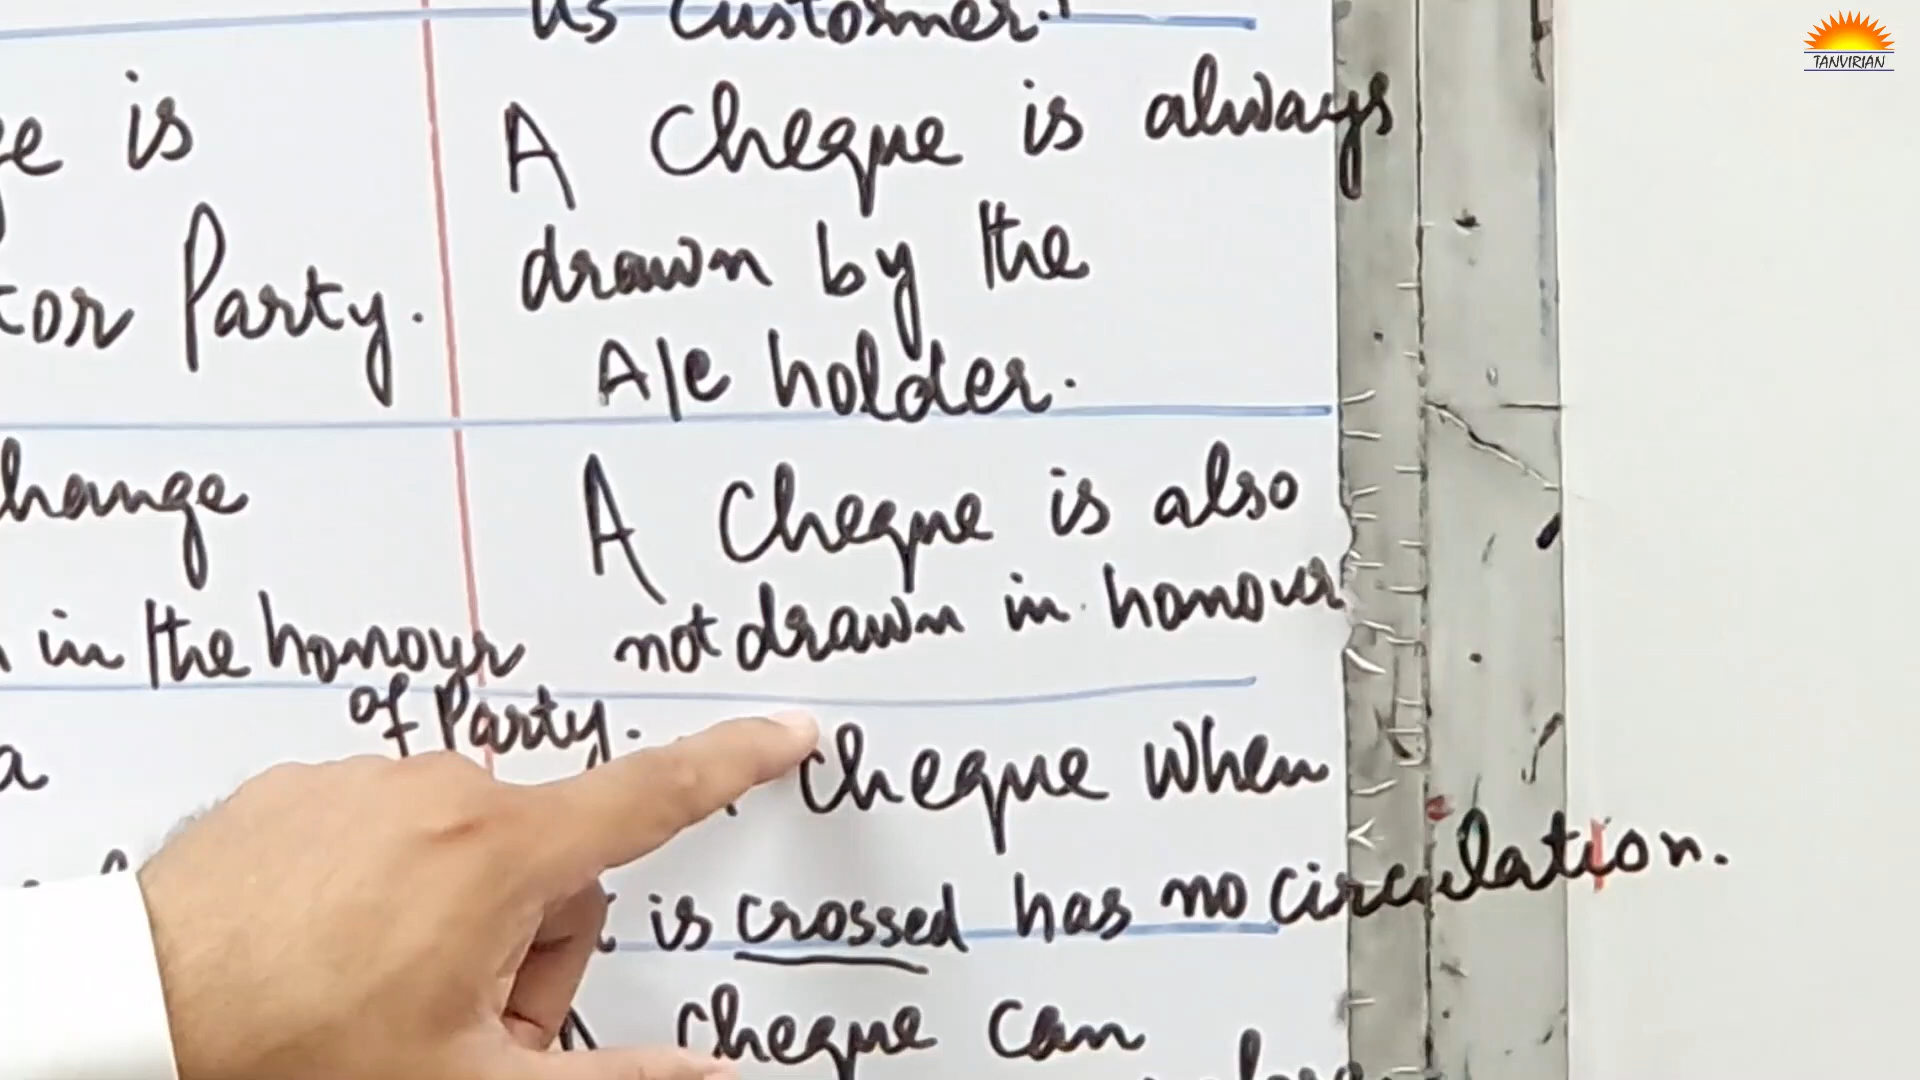 its customer.
TANVIRIAN
is
tor Party.
A Cheque is always
drawn by the
A/c holder.
in the honour
of Party.
A Cheque is also
not drawn in honour
a
Cheque when
is crossed has no circulation.
A Cheque can